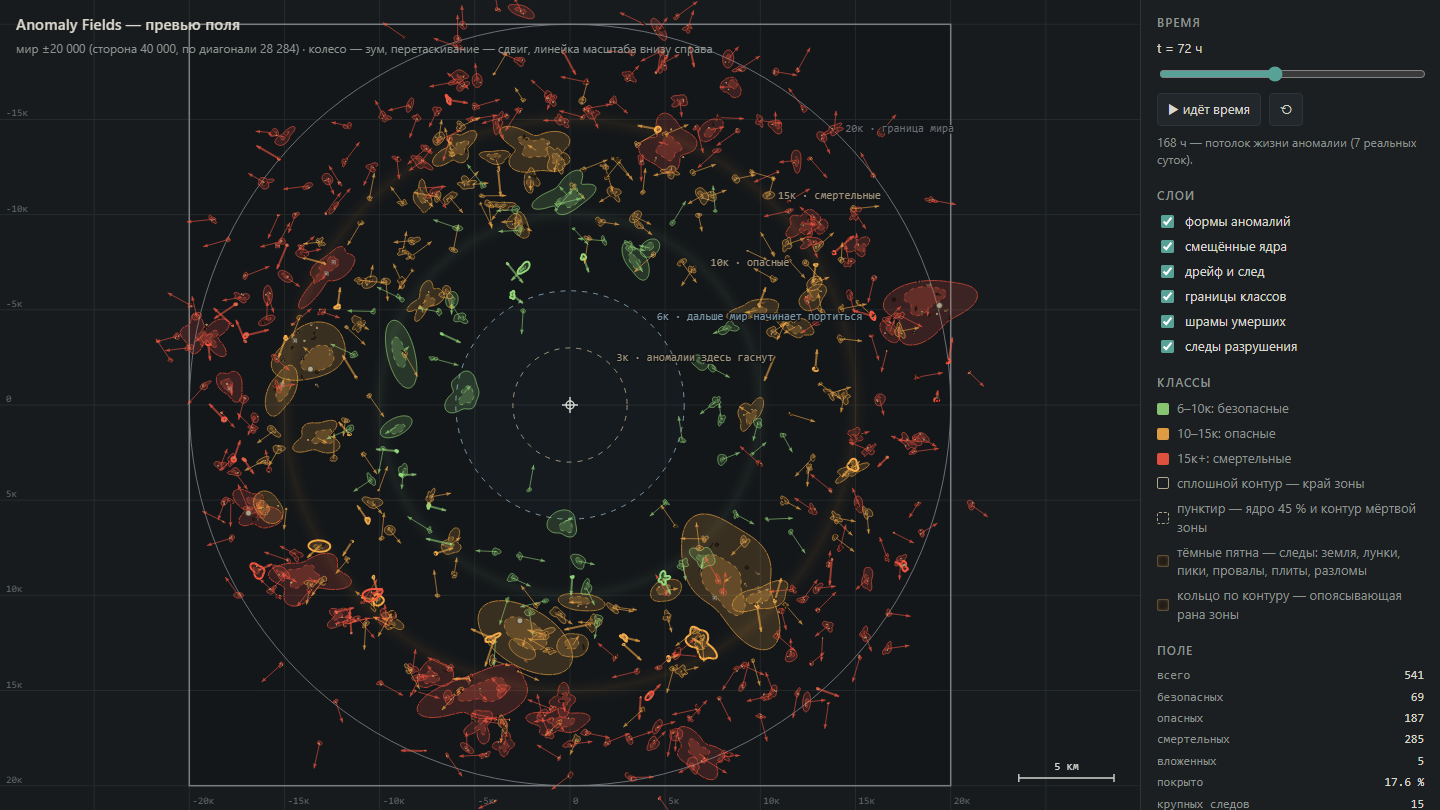 Anomaly Fields — превью поля
мир ±20 000 (сторона 40 000, по диагонали 28 284) · колесо — зум, перетаскивание — сдвиг, линейка масштаба внизу справа
-15к
-10к
-5к
0
5к
10к
15к
20к
20к · граница мира
15к · смертельные
10к · опасные
6к · дальше мир начинает портиться
3к · аномалии здесь гаснут
5 км
-20к
-15к
-10к
-5к
0
5к
10к
15к
20к
ВРЕМЯ
t = 72 ч
▶ идёт время
⟲
168 ч — потолок жизни аномалии (7 реальных
суток).
СЛОИ
формы аномалий
смещённые ядра
дрейф и след
границы классов
шрамы умерших
следы разрушения
КЛАССЫ
6–10к: безопасные
10–15к: опасные
15к+: смертельные
сплошной контур — край зоны
пунктир — ядро 45 % и контур мёртвой
зоны
тёмные пятна — следы: земля, лунки,
пики, провалы, плиты, разломы
кольцо по контуру — опоясывающая
рана зоны
ПОЛЕ
всего 541
безопасных 69
опасных 187
смертельных 285
вложенных 5
покрыто 17.6 %
крупных следов 15